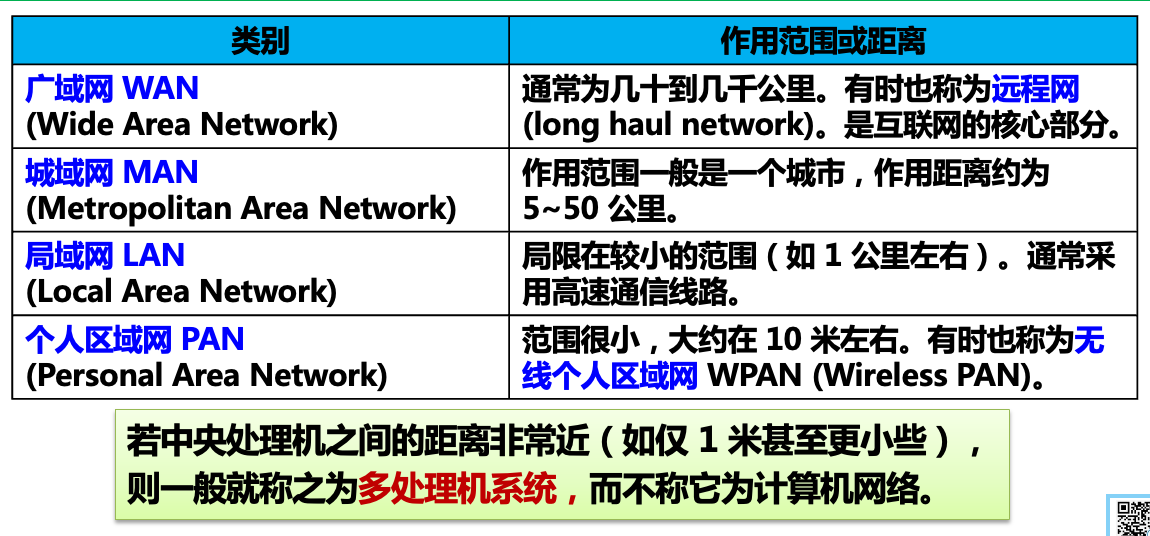 类别
作用范围或距离
广域网 WAN
(Wide Area Network)
通常为几十到几千公里。有时也称为远程网
(long haul network)。是互联网的核心部分。
城域网 MAN
(Metropolitan Area Network)
作用范围一般是一个城市，作用距离约为
5~50 公里。
局域网 LAN
(Local Area Network)
局限在较小的范围（如 1 公里左右）。通常采
用高速通信线路。
个人区域网 PAN
(Personal Area Network)
范围很小，大约在 10 米左右。有时也称为无
线个人区域网 WPAN (Wireless PAN)。
若中央处理机之间的距离非常近（如仅 1 米甚至更小些），
则一般就称之为多处理机系统，而不称它为计算机网络。